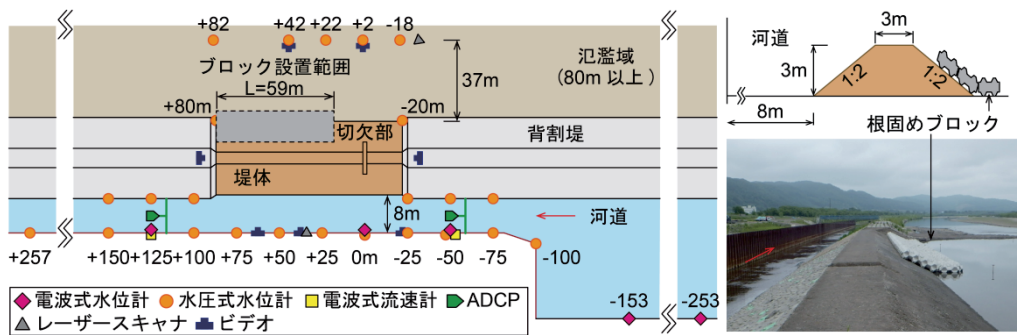 +82 +42 +22 +2 -18
ブロック設置範囲
L=59m
37m
氾濫域
(80m 以上)
+80m
-20m
切欠部
背割堤
堤体
8m
河道
+257 +150 +125 +100 +75 +50 +25 0m -25 -50 -75 -100
-153 -253
電波式水位計 水圧式水位計 電波式流速計 ADCP
レーザースキャナ ビデオ
河道
3m
3m
1:2
1:2
8m
根固めブロック